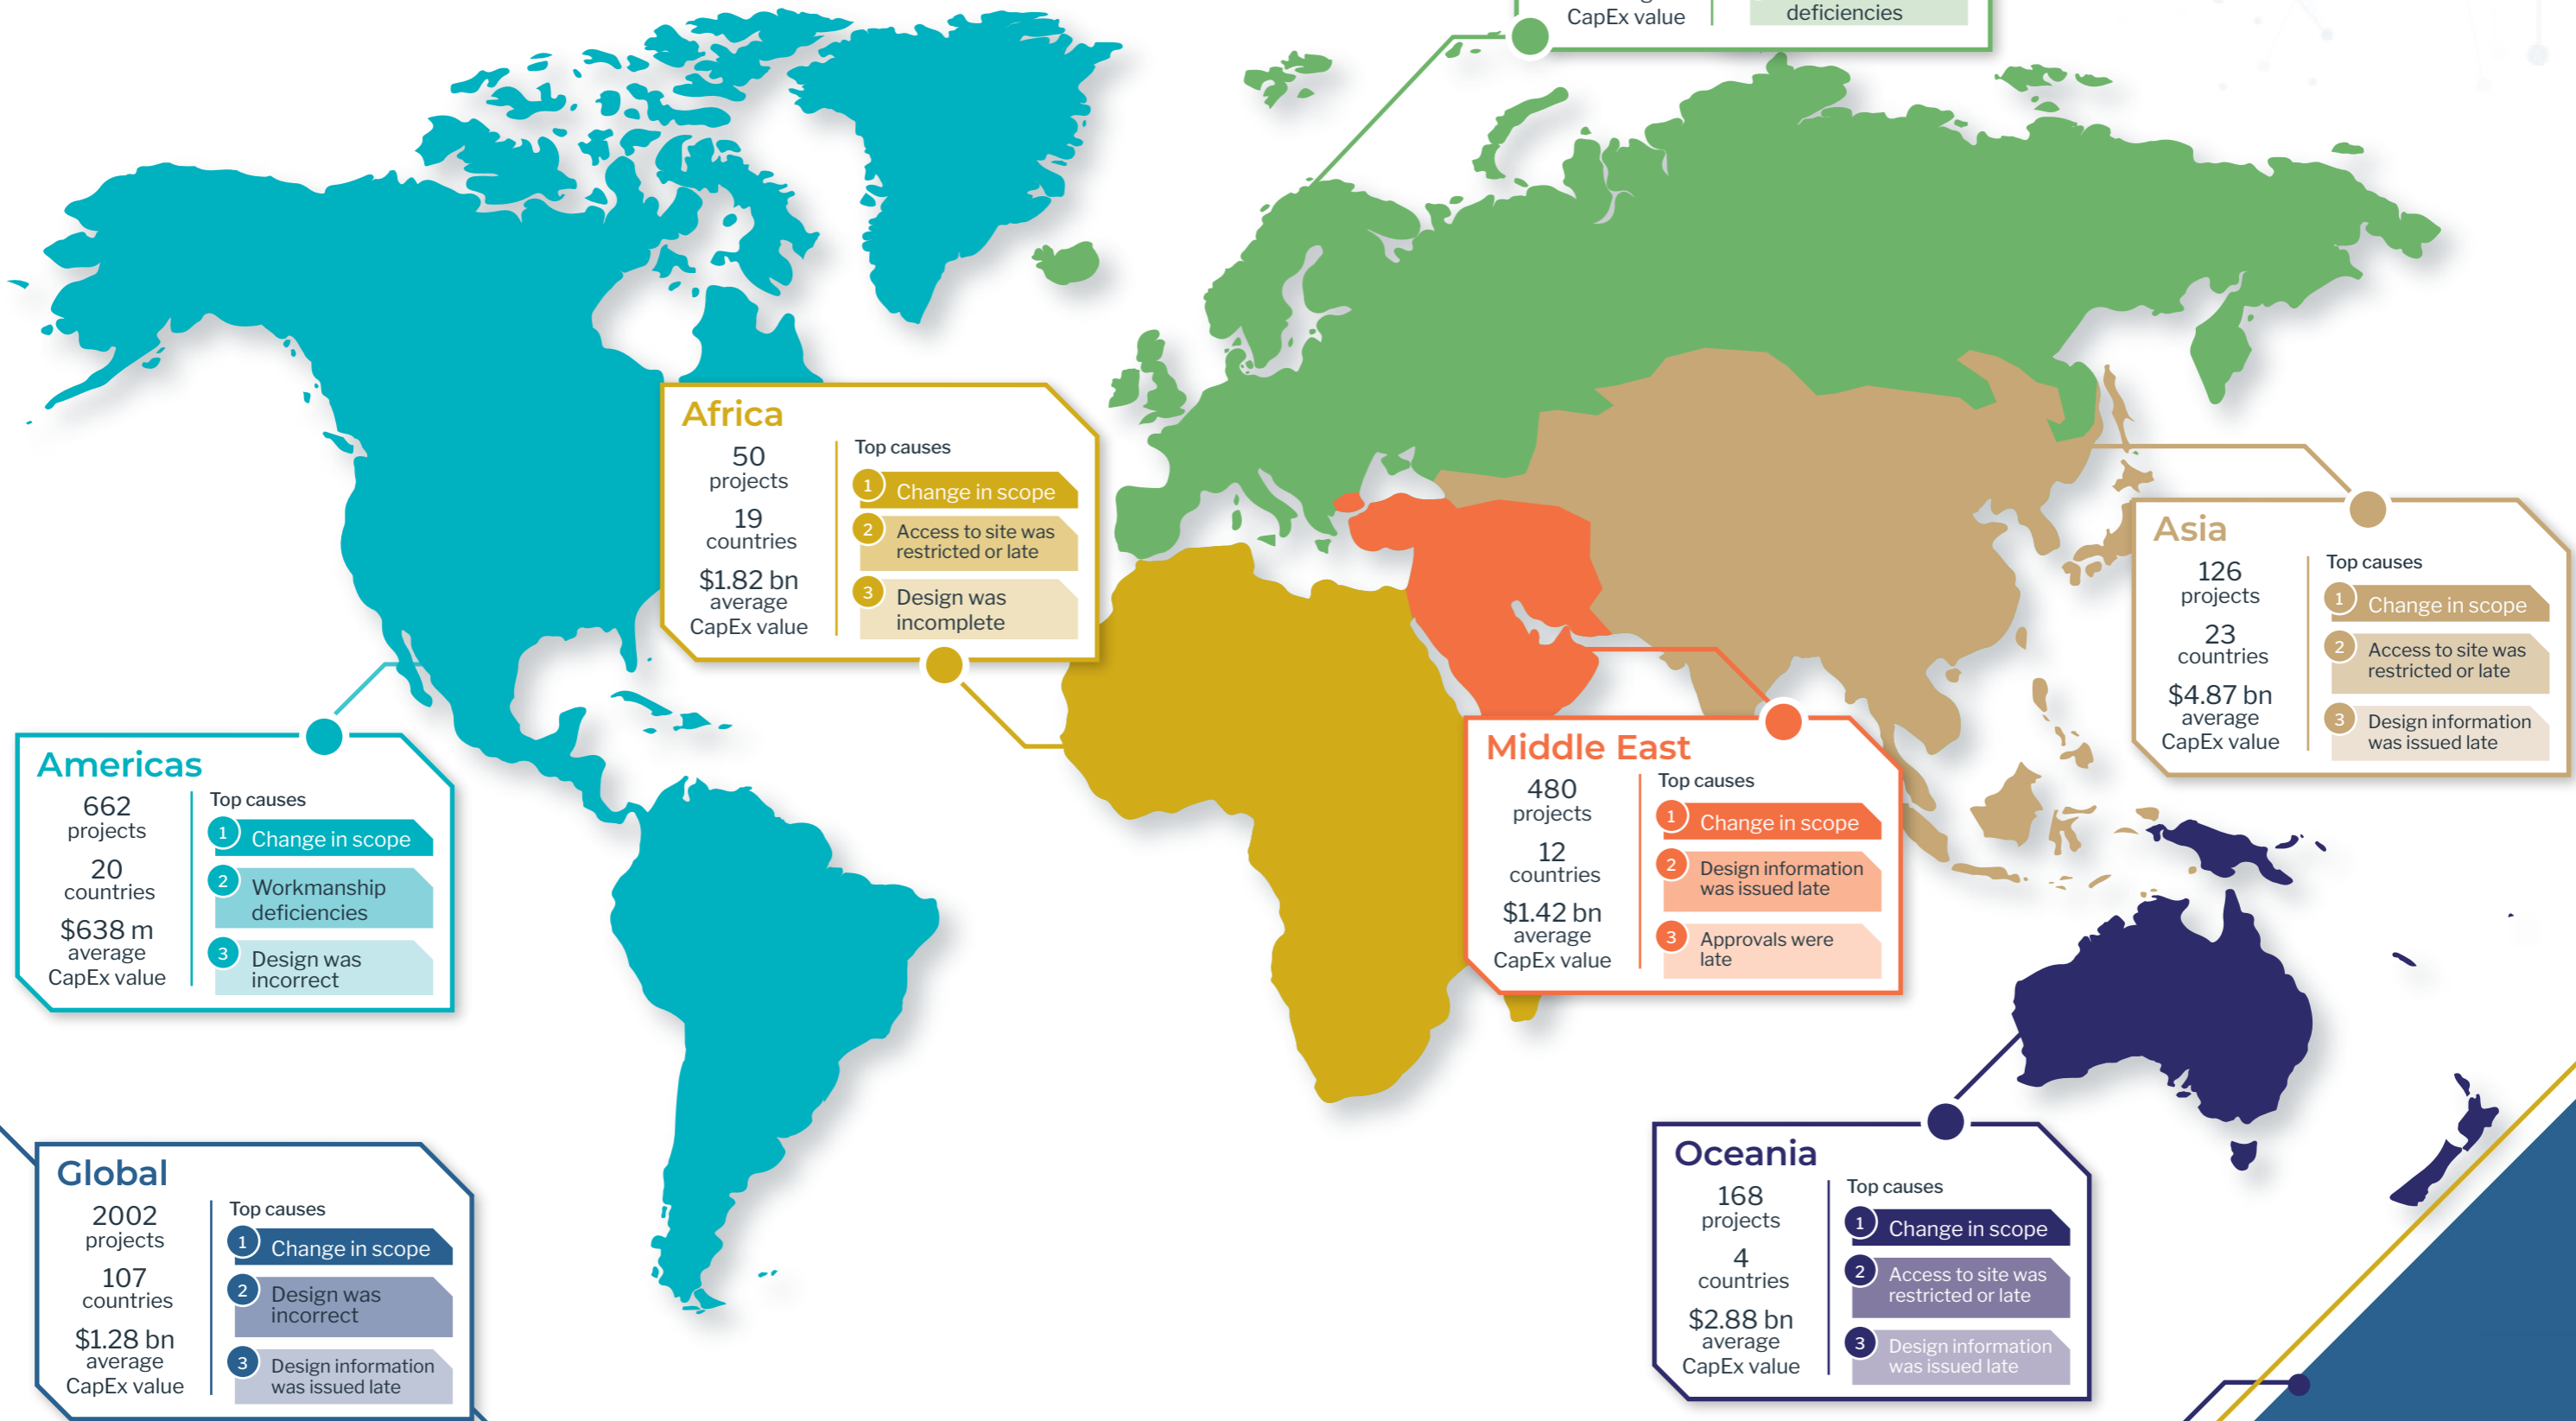 CapEx value
deficiencies
Africa
50
projects
19
countries
$1.82 bn
average
CapEx value
Top causes
1 Change in scope
2 Access to site was
restricted or late
3 Design was
incomplete
Asia
126
projects
23
countries
$4.87 bn
average
CapEx value
Top causes
1 Change in scope
2 Access to site was
restricted or late
3 Design information
was issued late
Americas
662
projects
20
countries
$638 m
average
CapEx value
Top causes
1 Change in scope
2 Workmanship
deficiencies
3 Design was
incorrect
Middle East
480
projects
12
countries
$1.42 bn
average
CapEx value
Top causes
1 Change in scope
2 Design information
was issued late
3 Approvals were
late
Global
2002
projects
107
countries
$1.28 bn
average
CapEx value
Top causes
1 Change in scope
2 Design was
incorrect
3 Design information
was issued late
Oceania
168
projects
4
countries
$2.88 bn
average
CapEx value
Top causes
1 Change in scope
2 Access to site was
restricted or late
3 Design information
was issued late